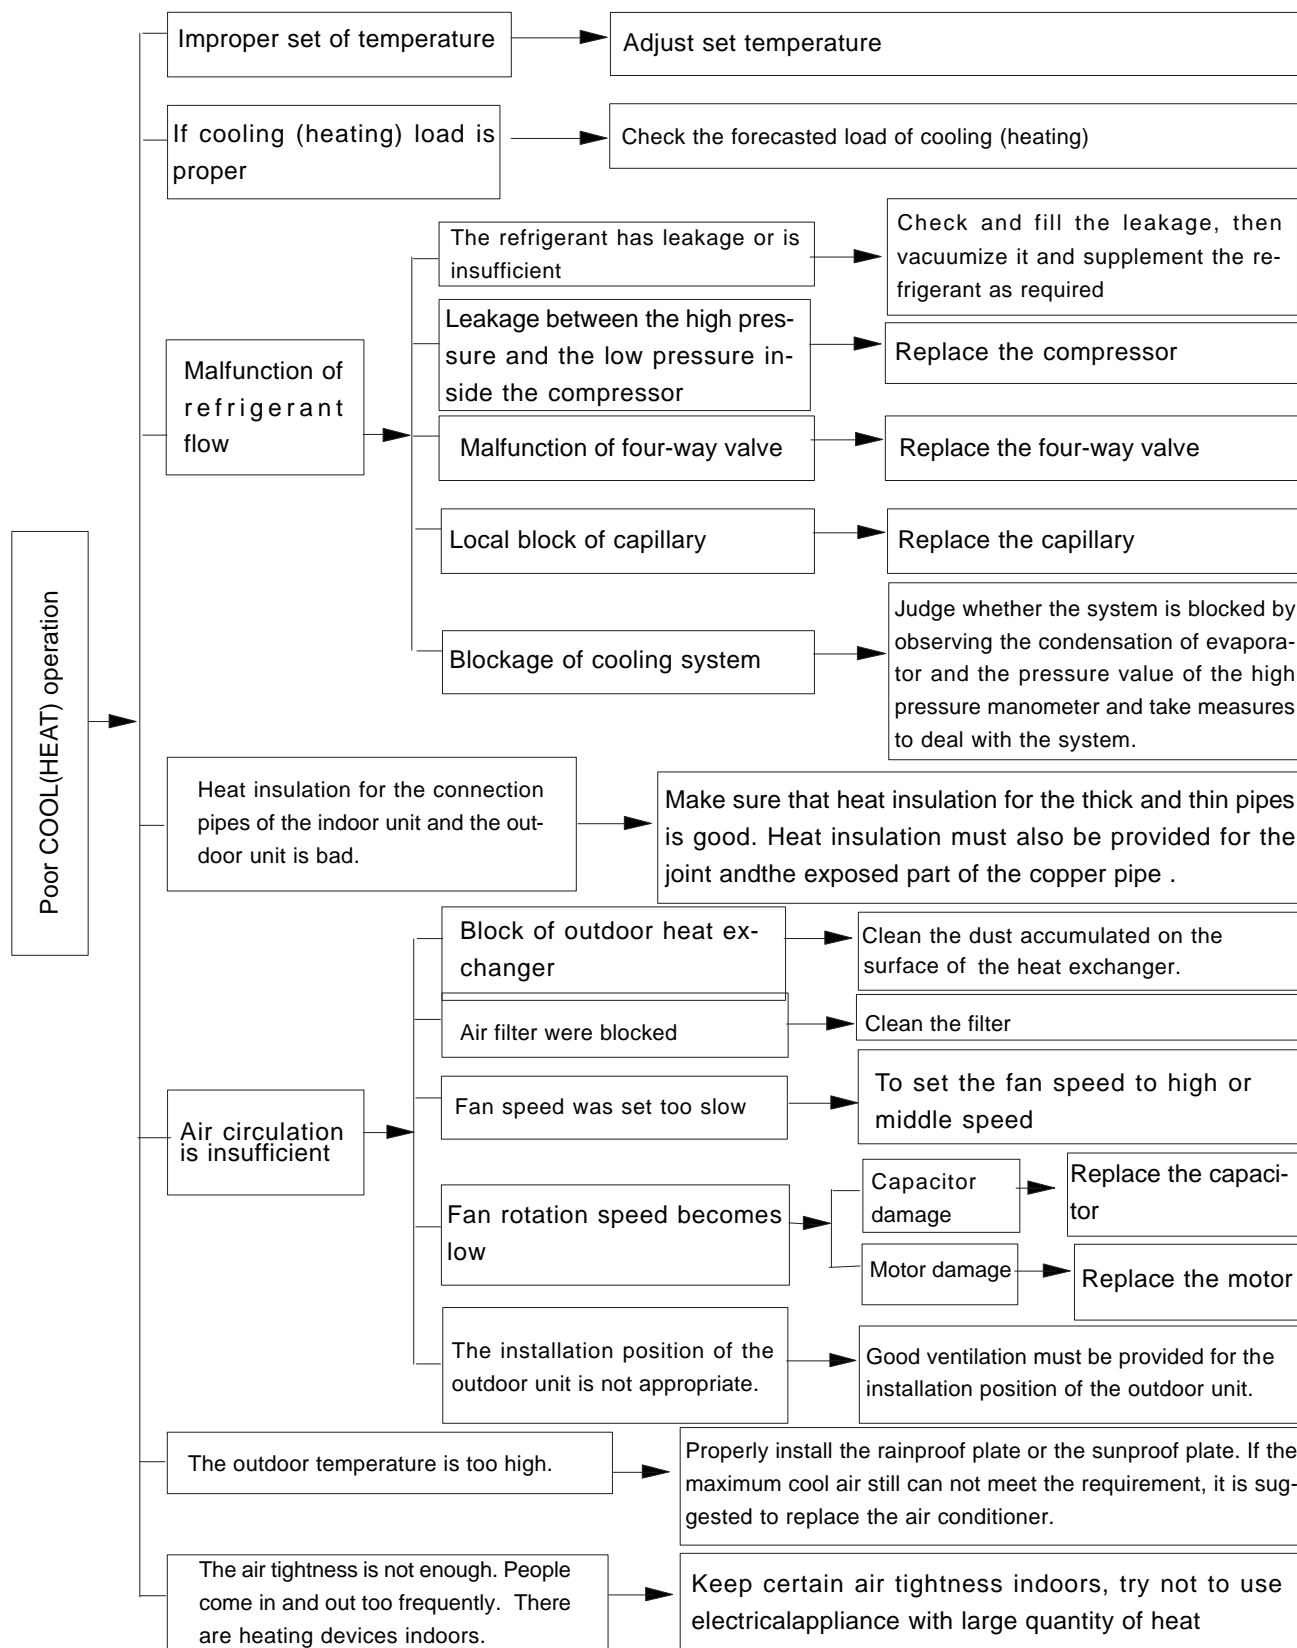 Poor COOL(HEAT) operation
Improper set of temperature
Adjust set temperature
If cooling (heating) load is
proper
Check the forecasted load of cooling (heating)
Malfunction of
refrigerant
flow
The refrigerant has leakage or is
insufficient
Check and fill the leakage, then
vacuumize it and supplement the re-
frigerant as required
Leakage between the high pres-
sure and the low pressure in-
side the compressor
Replace the compressor
Malfunction of four-way valve
Replace the four-way valve
Local block of capillary
Replace the capillary
Blockage of cooling system
Judge whether the system is blocked by
observing the condensation of evapora-
tor and the pressure value of the high
pressure manometer and take measures
to deal with the system.
Heat insulation for the connection
pipes of the indoor unit and the out-
door unit is bad.
Make sure that heat insulation for the thick and thin pipes
is good. Heat insulation must also be provided for the
joint andthe exposed part of the copper pipe .
Air circulation
is insufficient
Block of outdoor heat ex-
changer
Clean the dust accumulated on the
surface of the heat exchanger.
Air filter were blocked
Clean the filter
Fan speed was set too slow
To set the fan speed to high or
middle speed
Fan rotation speed becomes
low
Capacitor
damage
Replace the capaci-
tor
Motor damage
Replace the motor
The installation position of the
outdoor unit is not appropriate.
Good ventilation must be provided for the
installation position of the outdoor unit.
The outdoor temperature is too high.
Properly install the rainproof plate or the sunproof plate. If the
maximum cool air still can not meet the requirement, it is sug-
gested to replace the air conditioner.
The air tightness is not enough. People
come in and out too frequently. There
are heating devices indoors.
Keep certain air tightness indoors, try not to use
electricalappliance with large quantity of heat